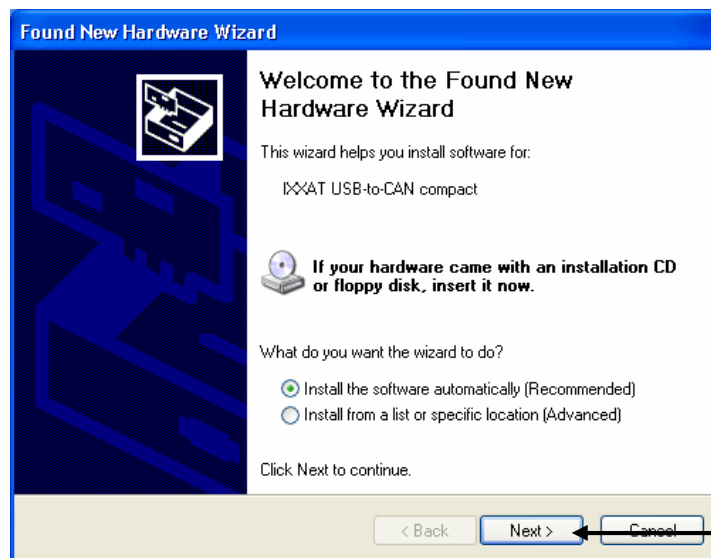 Found New Hardware Wizard
Welcome to the Found New
Hardware Wizard
This wizard helps you install software for:
IXXAT USB-to-CAN compact
If your hardware came with an installation CD
or floppy disk, insert it now.
What do you want the wizard to do?
Install the software automatically (Recommended)
Install from a list or specific location (Advanced)
Click Next to continue.
< Back Next > Cancel